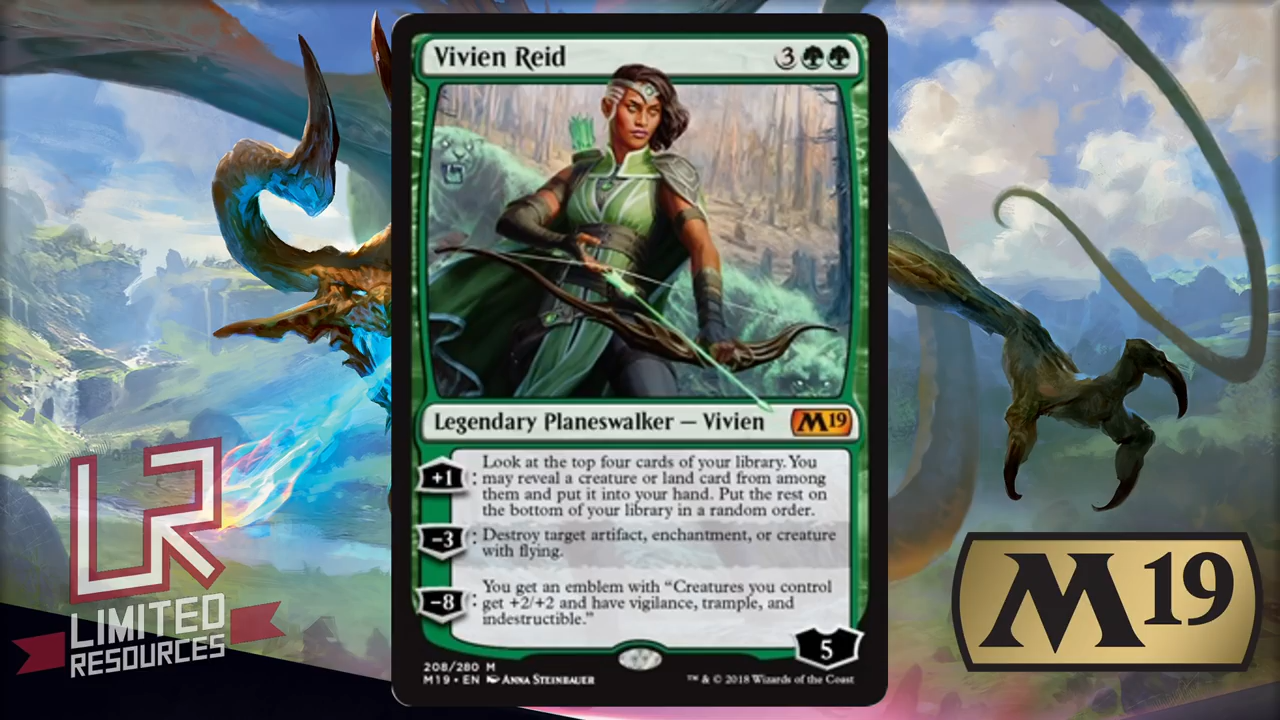 Vivien Reid 3
Legendary Planeswalker — Vivien M19
+1 : Look at the top four cards of your library. You
may reveal a creature or land card from among
them and put it into your hand. Put the rest on
the bottom of your library in a random order.
−3 : Destroy target artifact, enchantment, or creature
with flying.
−8 : You get an emblem with “Creatures you control
get +2/+2 and have vigilance, trample, and
indestructible.”
5
208/280 M
M19 • EN Anna Steinbauer
™ & © 2018 Wizards of the Coast
LR
LIMITED
RESOURCES
M19